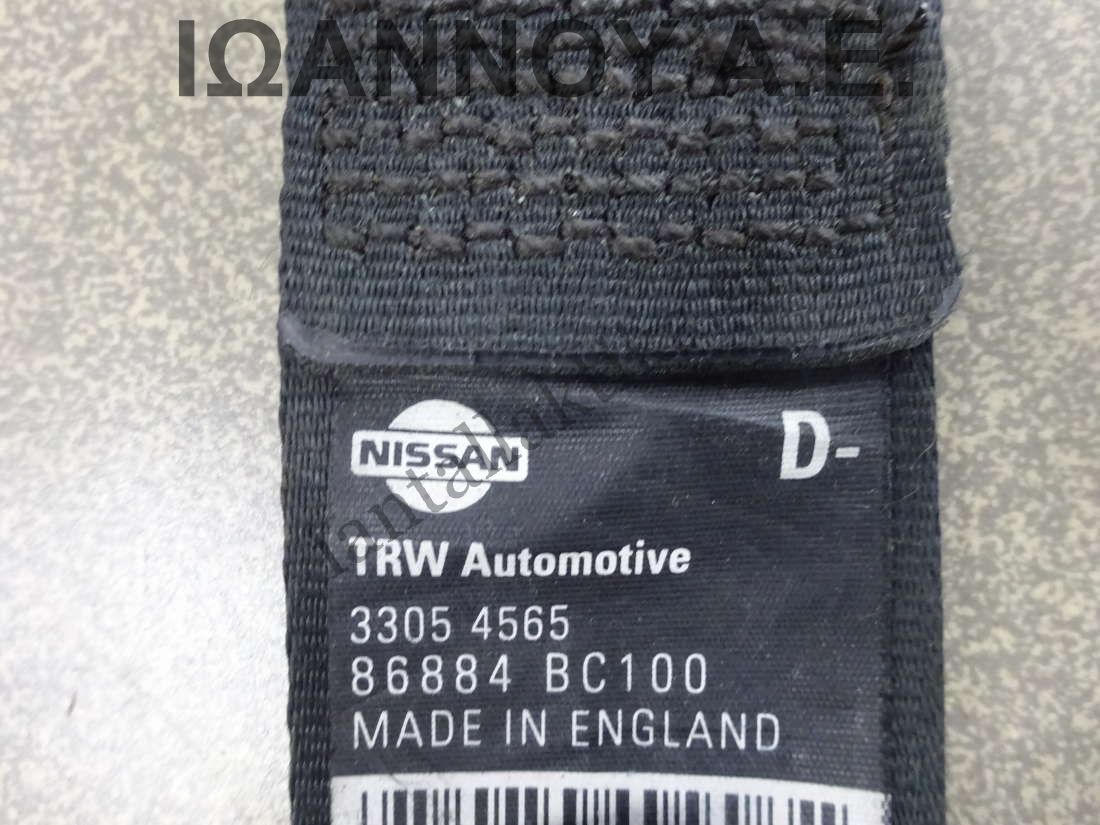 ΙΩΑΝΝΟΥ Α.Ε.
NISSAN
D-
TRW Automotive
3305 4565
86884 BC100
MADE IN ENGLAND